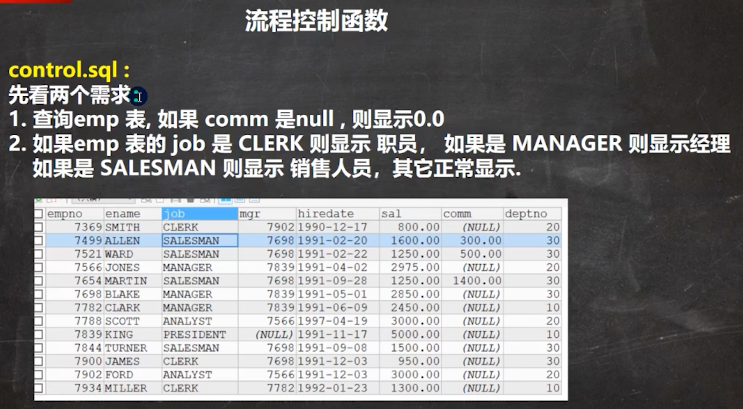 流程控制函数
control.sql :
先看两个需求:
1. 查询emp 表, 如果 comm 是null , 则显示0.0
2. 如果emp 表的 job 是 CLERK 则显示 职员， 如果是 MANAGER 则显示经理
如果是 SALESMAN 则显示 销售人员，其它正常显示.
empno ename job mgr hiredate sal comm deptno
7369 SMITH CLERK 7902 1990-12-17 800.00 (NULL) 20
7499 ALLEN SALESMAN 7698 1991-02-20 1600.00 300.00 30
7521 WARD SALESMAN 7698 1991-02-22 1250.00 500.00 30
7566 JONES MANAGER 7839 1991-04-02 2975.00 (NULL) 20
7654 MARTIN SALESMAN 7698 1991-09-28 1250.00 1400.00 30
7698 BLAKE MANAGER 7839 1991-05-01 2850.00 (NULL) 30
7782 CLARK MANAGER 7839 1991-06-09 2450.00 (NULL) 10
7788 SCOTT ANALYST 7566 1997-04-19 3000.00 (NULL) 20
7839 KING PRESIDENT (NULL) 1991-11-17 5000.00 (NULL) 10
7844 TURNER SALESMAN 7698 1991-09-08 1500.00 (NULL) 30
7900 JAMES CLERK 7698 1991-12-03 950.00 (NULL) 30
7902 FORD ANALYST 7566 1991-12-03 3000.00 (NULL) 20
7934 MILLER CLERK 7782 1992-01-23 1300.00 (NULL) 10